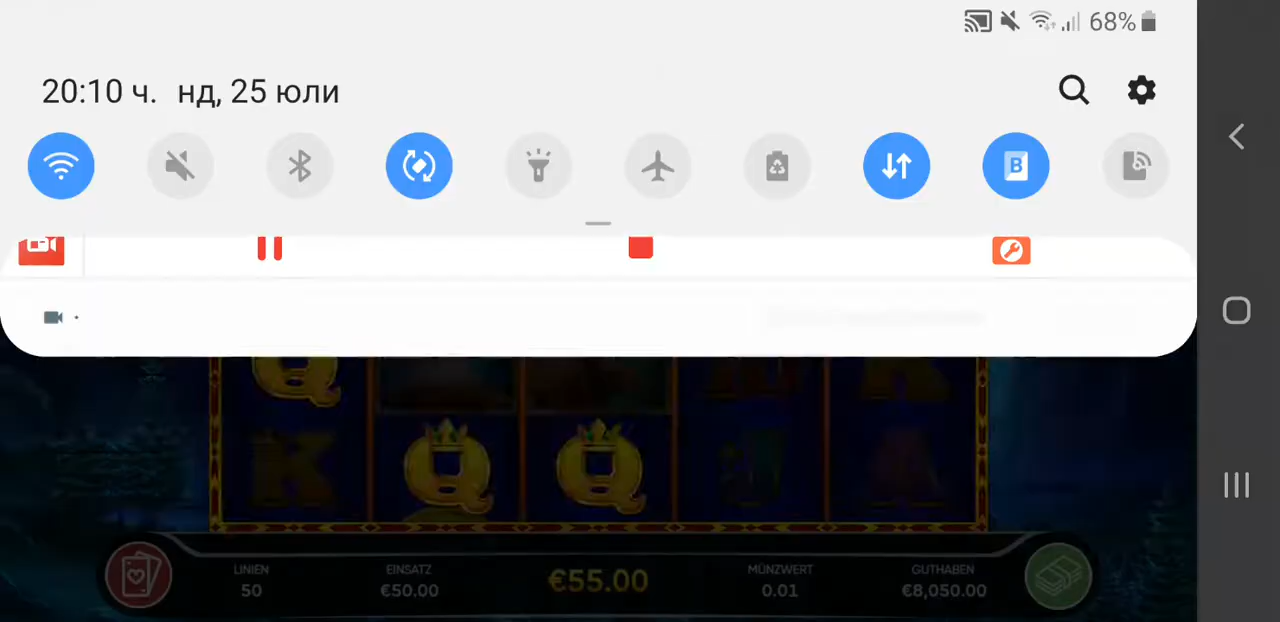 68%
20:10 ч. нд, 25 юли
B
Q
K Q Q J A
LINIEN EINSATZ €55.00 MÜNZWERT GUTHABEN
50 €50.00 0.01 €8,050.00